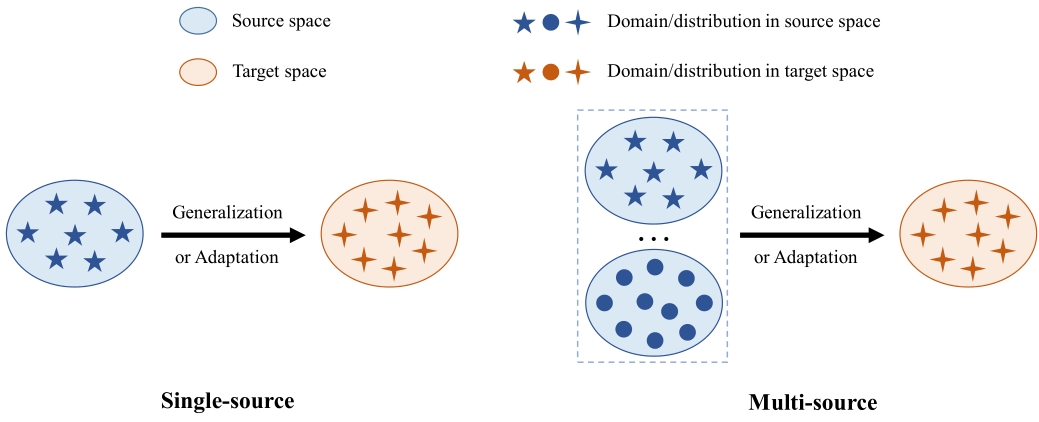 Source space
Domain/distribution in source space
Target space
Domain/distribution in target space
Generalization
or Adaptation
Single-source
...
Generalization
or Adaptation
Multi-source